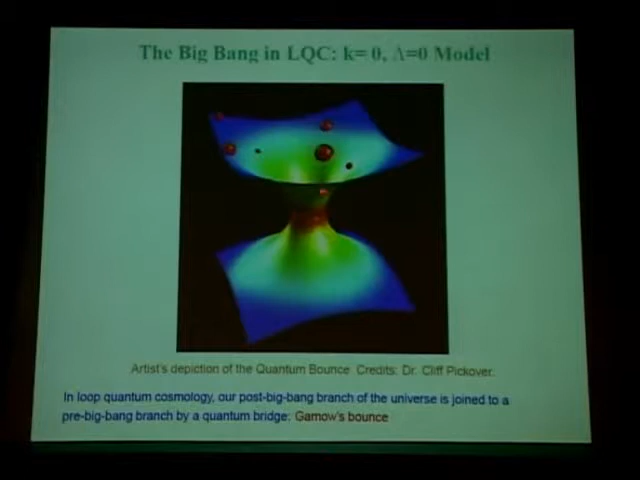 The Big Bang in LQC: k= 0, Λ=0 Model
Artist's depiction of the Quantum Bounce Credits: Dr. Cliff Pickover.
In loop quantum cosmology, our post-big-bang branch of the universe is joined to a
pre-big-bang branch by a quantum bridge: Gamow's bounce